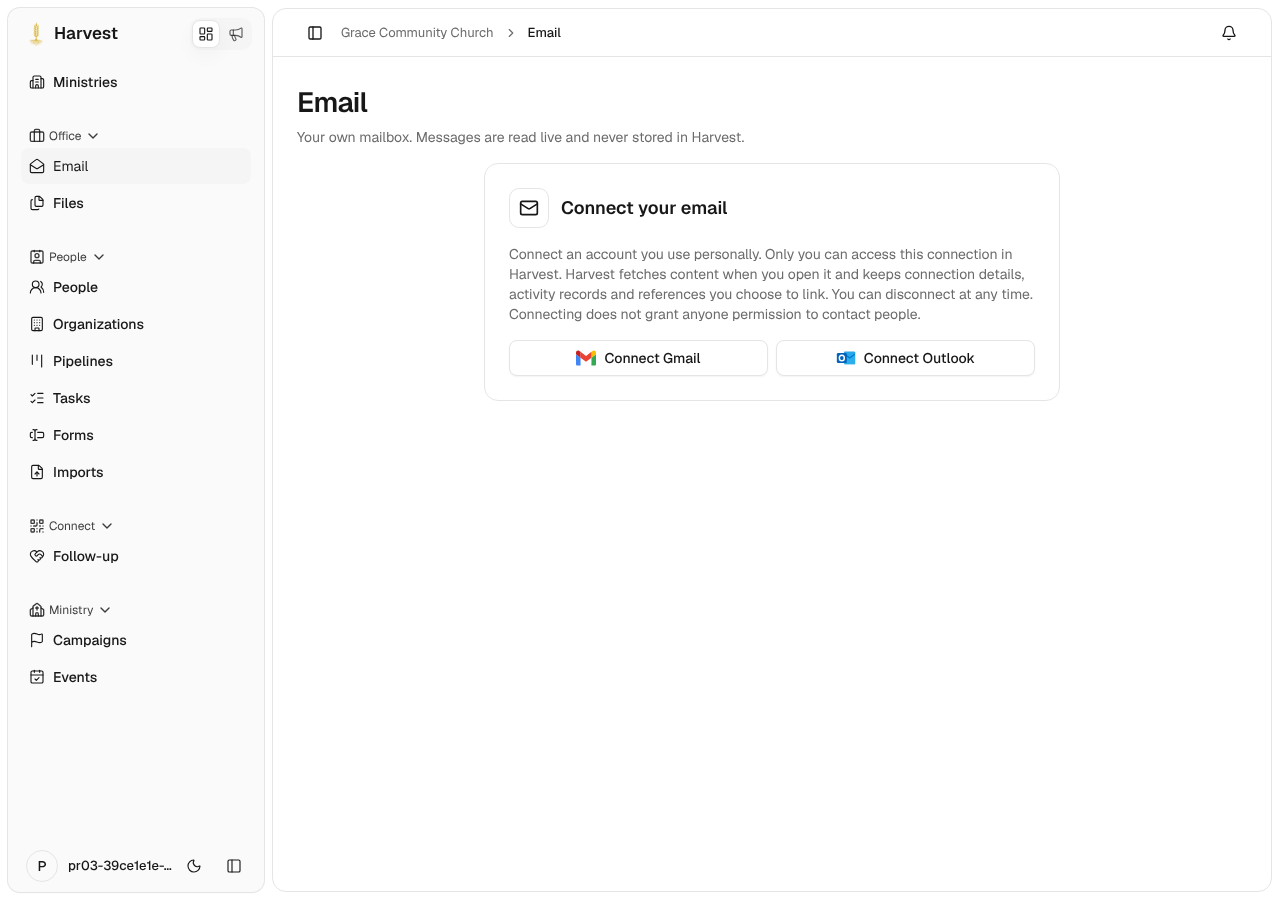 Harvest
Ministries
Office
Email
Files
People
People
Organizations
Pipelines
Tasks
Forms
Imports
Connect
Follow-up
Ministry
Campaigns
Events
P
pr03-39ce1e1e-...
Grace Community Church
Email
Email
Your own mailbox. Messages are read live and never stored in Harvest.
Connect your email
Connect an account you use personally. Only you can access this connection in
Harvest. Harvest fetches content when you open it and keeps connection details,
activity records and references you choose to link. You can disconnect at any time.
Connecting does not grant anyone permission to contact people.
Connect Gmail
Connect Outlook